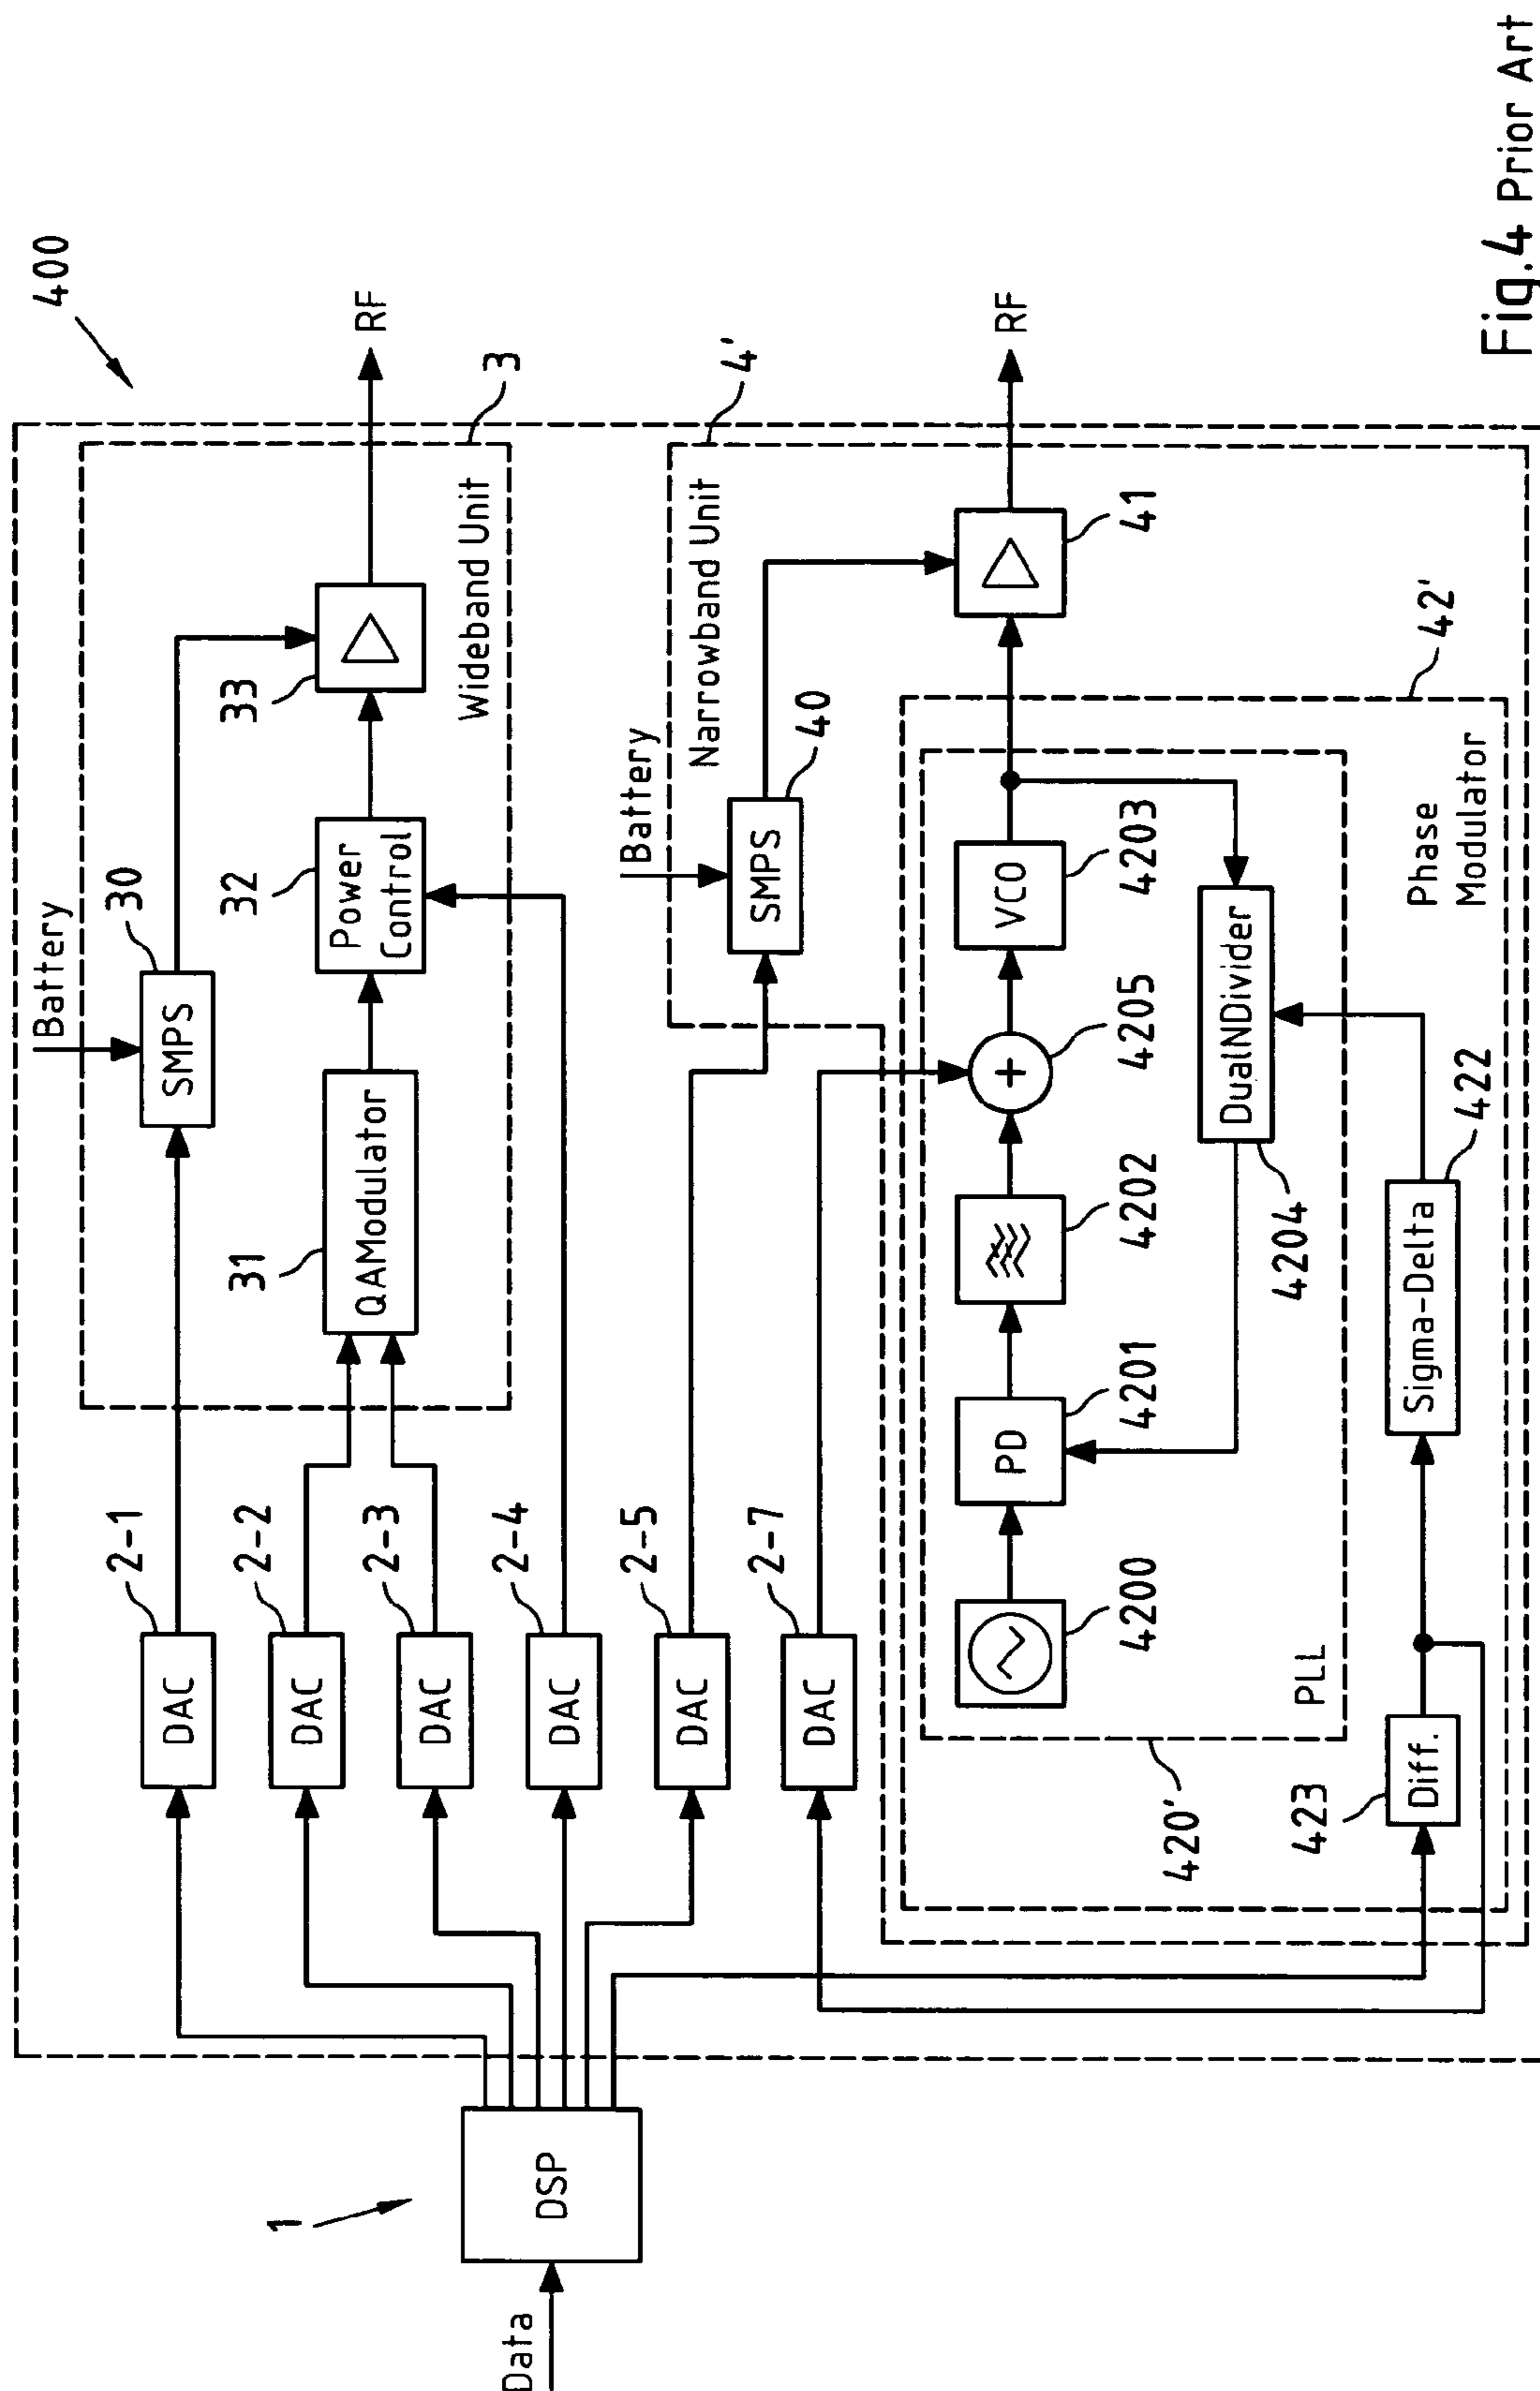 400
Battery
30
SMPS
2-1
DAC
33
32
Power
Control
31
QAModulator
RF
3
2-2
DAC
2-3
DAC
Wideband Unit
1
DSP
Data
2-4
DAC
2-5
DAC
Battery
Narrowband Unit
4'
SMPS
40
2-7
DAC
4200
PD
4201
4202
+
4205
VCO
4203
41
RF
DualNDivider
4204
PLL
420'
42'
Phase
Modulator
423
Diff.
Sigma-Delta
422
Fig.4 Prior Art